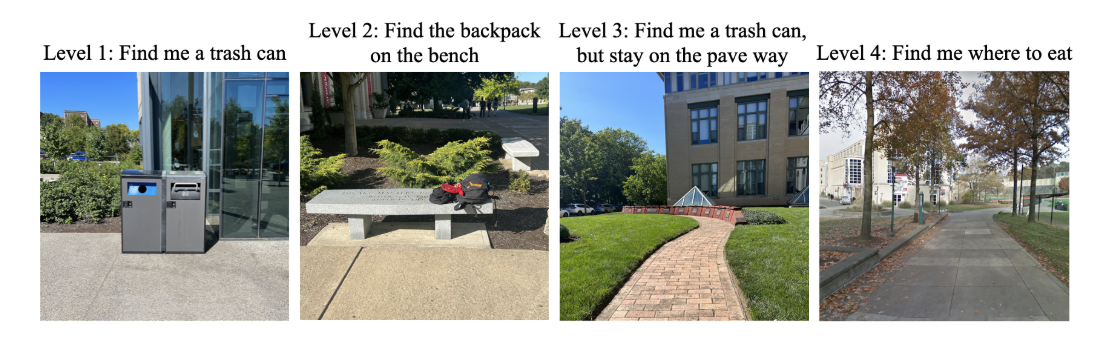 Level 1: Find me a trash can
Level 2: Find the backpack
on the bench
Level 3: Find me a trash can,
but stay on the pave way
Level 4: Find me where to eat